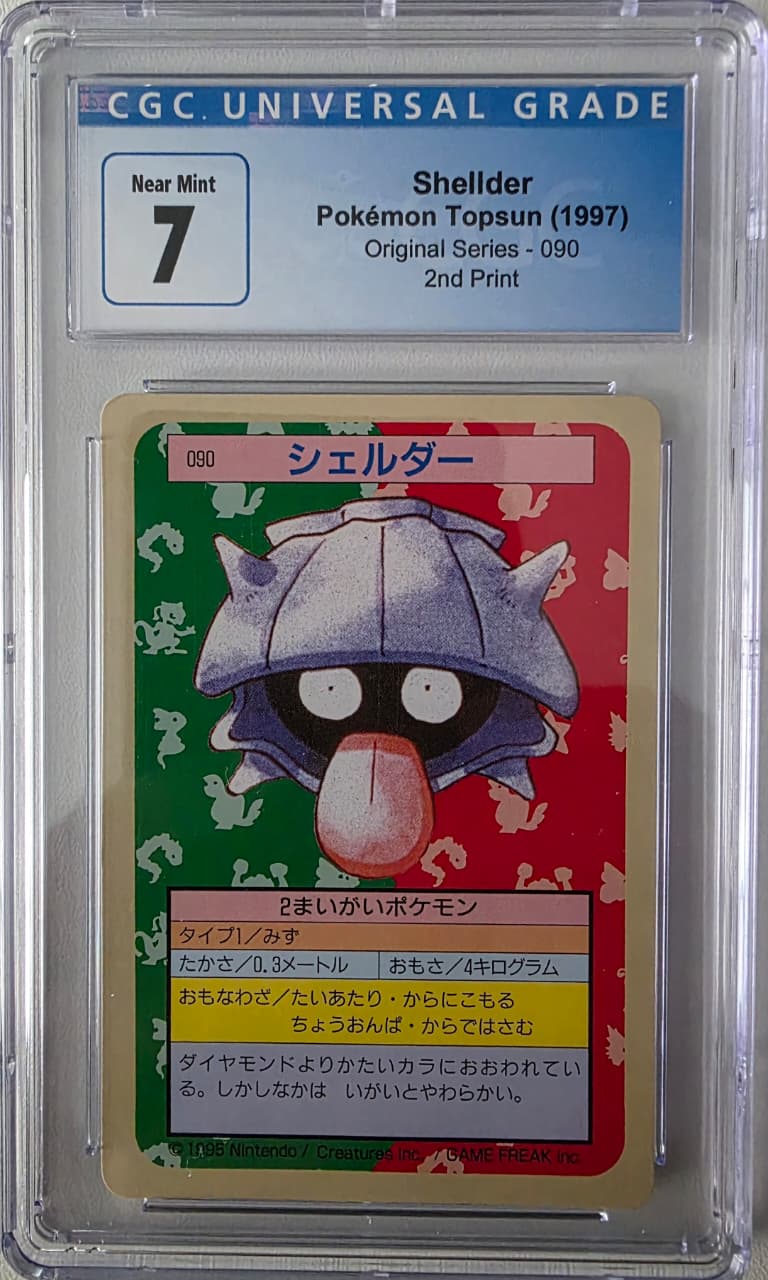 CGC UNIVERSAL GRADE
Near Mint
7
Shellder
Pokémon Topsun (1997)
Original Series - 090
2nd Print
090 シェルダー
2まいがいポケモン
タイプ1／みず
たかさ／0.3メートル おもさ／4キログラム
おもなわざ／たいあたり・からにこもる
ちょうおんぱ・からではさむ
ダイヤモンドよりかたいカラにおおわれてい
る。しかしなかは　いがいとやわらかい。
© 1995 Nintendo / Creatures inc. / GAME FREAK inc.